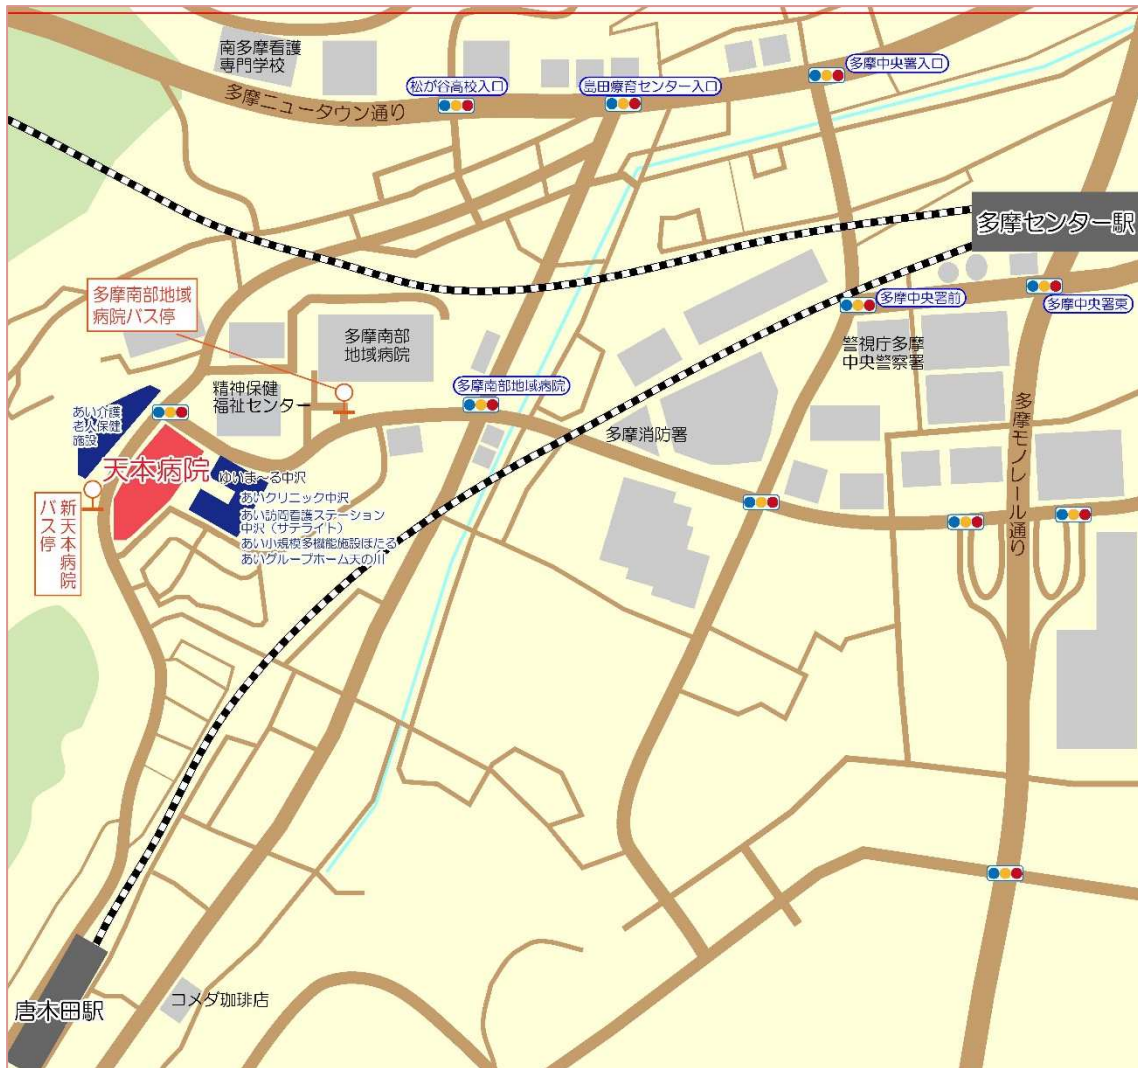 南多摩看護
専門学校
多摩ニュータウン通り
松が谷高校入口
島田療育センター入口
多摩中央署入口
多摩センター駅
多摩南部地域
病院バス停
多摩中央署前
多摩中央署東
多摩南部
地域病院
警視庁多摩
中央警察署
精神保健
福祉センター
多摩南部地域病院
あい介護
老人保健
施設
多摩消防署
多摩モノレール通り
天本病院
ゆいま～る中沢
あいクリニック中沢
あい訪問看護ステーション
中沢（サテライト）
あい小規模多機能施設ほたる
あいグループホーム天の川
新天本病院
バス停
唐木田駅
コメダ珈琲店